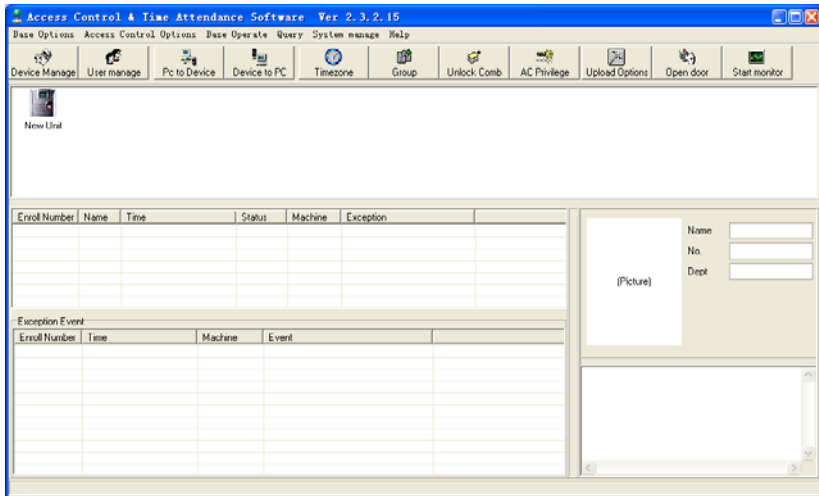 Access Control & Time Attendance Software Ver 2.3.2.15
Base Options Access Control Options Base Operate Query System manage Help
Device Manage User manage Pc to Device Device to PC Timezone Group Unlock Comb AC Privilege Upload Options Open door Start monitor
New Unit
Enroll Number Name Time Status Machine Exception
Name
No.
Dept
(Picture)
Exception Event
Enroll Number Time Machine Event